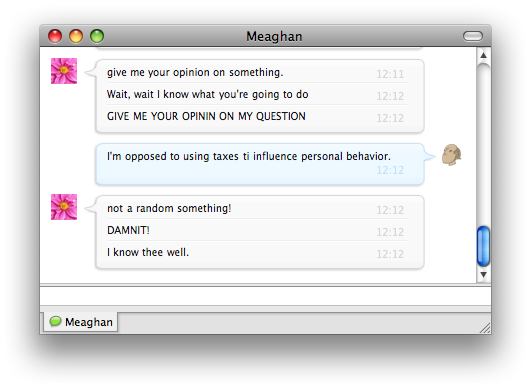 Meaghan
give me your opinion on something.
12:11
Wait, wait I know what you're going to do
12:12
GIVE ME YOUR OPININ ON MY QUESTION
12:12
I'm opposed to using taxes ti influence personal behavior.
12:12
not a random something!
12:12
DAMNIT!
12:12
I know thee well.
12:12
Meaghan